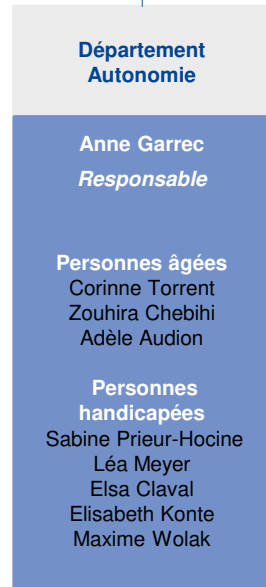 Département
Autonomie
Anne Garrec
Responsable
Personnes âgées
Corinne Torrent
Zouhira Chebihi
Adèle Audion
Personnes
handicapées
Sabine Prieur-Hocine
Léa Meyer
Elsa Claval
Elisabeth Konte
Maxime Wolak